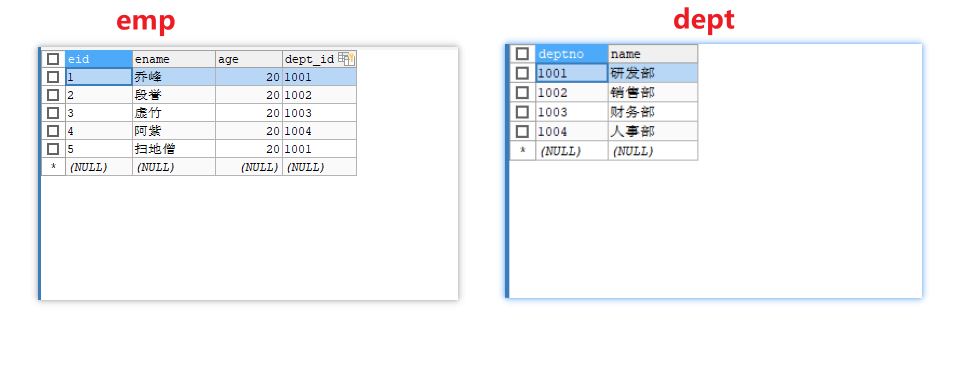 emp
eid ename age dept_id
1 乔峰 20 1001
2 段誉 20 1002
3 虚竹 20 1003
4 阿紫 20 1004
5 扫地僧 20 1001
* (NULL) (NULL) (NULL) (NULL)
dept
deptno name
1001 研发部
1002 销售部
1003 财务部
1004 人事部
* (NULL) (NULL)